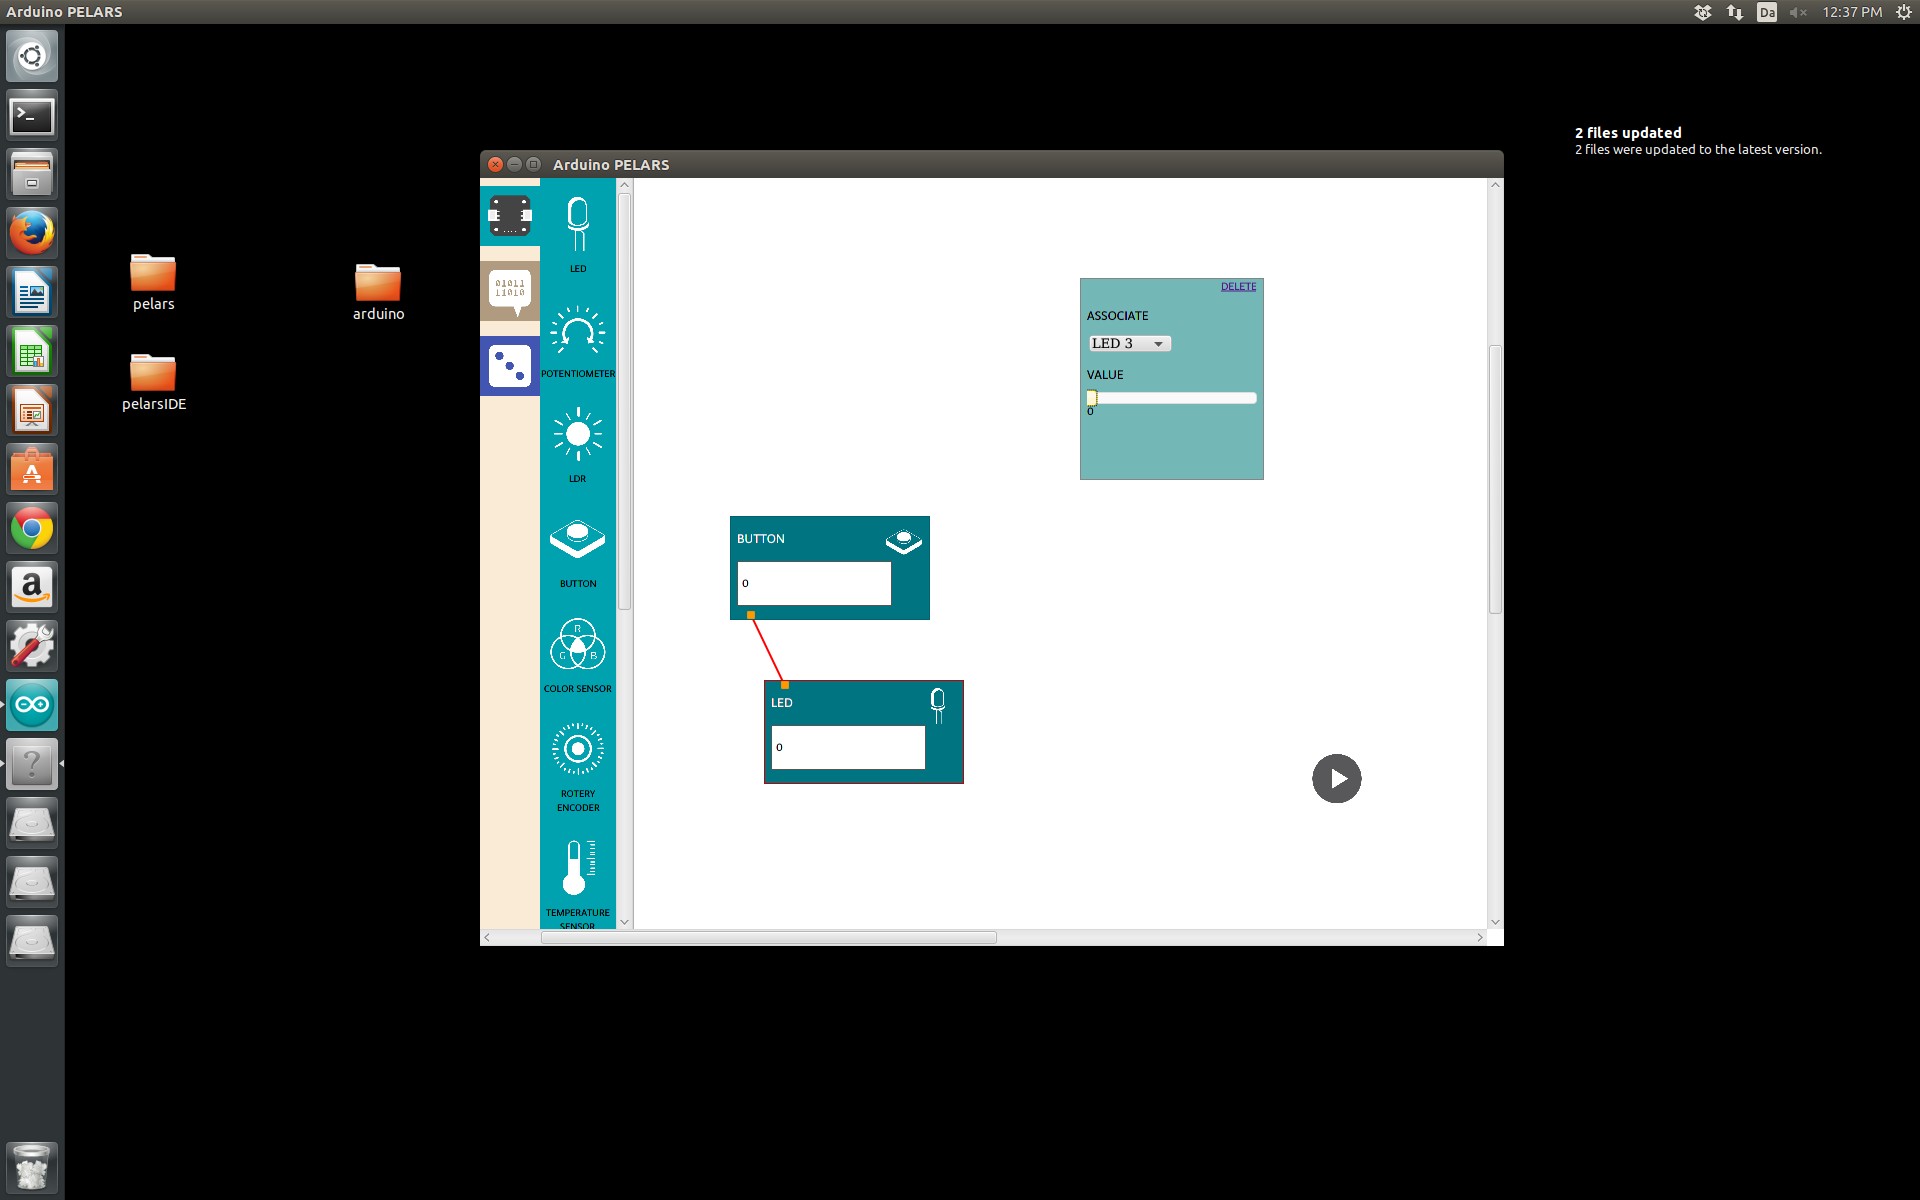 Arduino PELARS
Da
12:37 PM
2 files updated
2 files were updated to the latest version.
Arduino PELARS
pelars
arduino
pelarsIDE
01011
11010
LED
POTENTIOMETER
LDR
BUTTON
R
G B
COLOR SENSOR
ROTERY
ENCODER
TEMPERATURE
SENSOR
DELETE
ASSOCIATE
LED 3
VALUE
0
BUTTON
0
LED
0